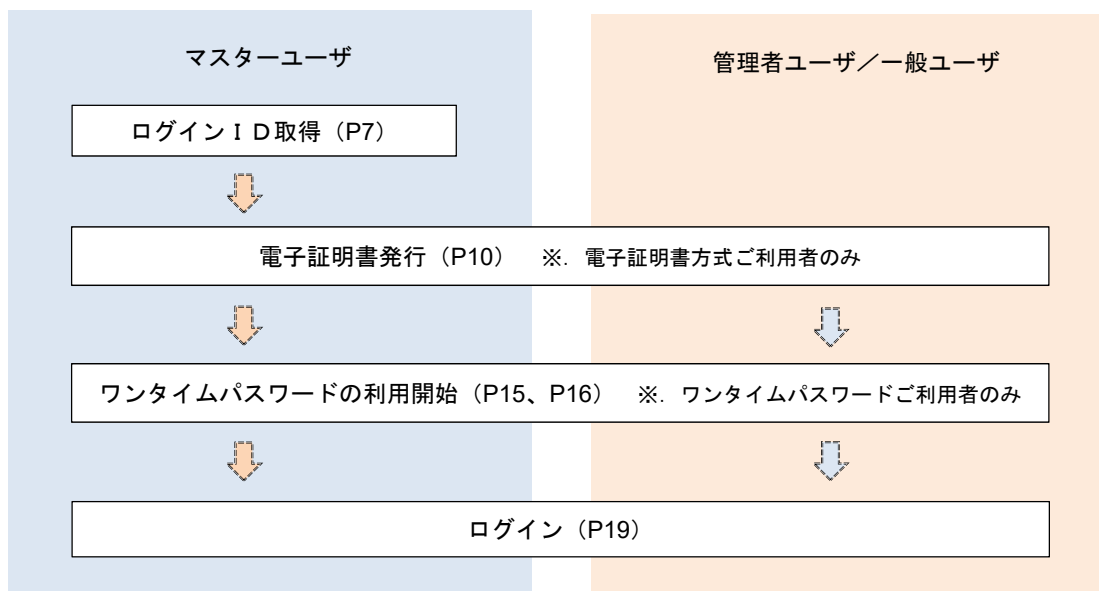 マスターユーザ
管理者ユーザ／一般ユーザ
ログインＩＤ取得（P7）
電子証明書発行（P10）　※. 電子証明書方式ご利用者のみ
ワンタイムパスワードの利用開始（P15、P16）　※. ワンタイムパスワードご利用者のみ
ログイン（P19）